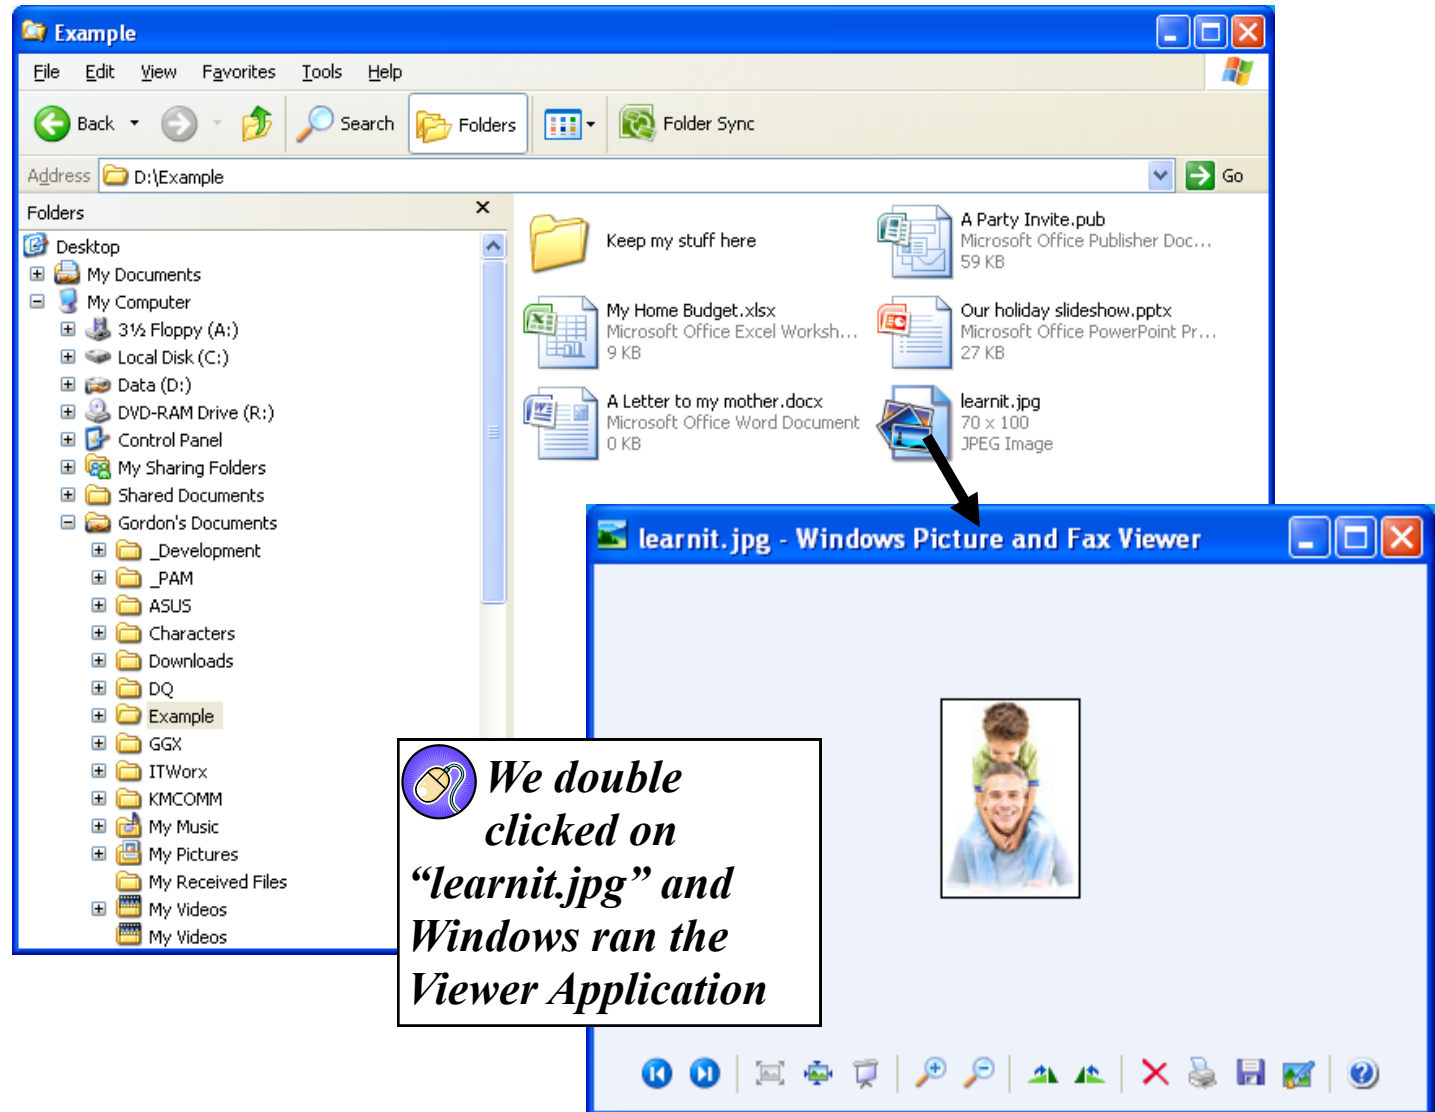 Example
File Edit View Favorites Tools Help
Back Search Folders Folder Sync
Address D:\Example Go
Folders
Desktop
My Documents
My Computer
3½ Floppy (A:)
Local Disk (C:)
Data (D:)
DVD-RAM Drive (R:)
Control Panel
My Sharing Folders
Shared Documents
Gordon's Documents
_Development
_PAM
ASUS
Characters
Downloads
DQ
Example
GGX
ITWorx
KMCOMM
My Music
My Pictures
My Received Files
My Videos
My Videos
Keep my stuff here
A Party Invite.pub
Microsoft Office Publisher Doc...
59 KB
My Home Budget.xlsx
Microsoft Office Excel Worksh...
9 KB
Our holiday slideshow.pptx
Microsoft Office PowerPoint Pr...
27 KB
A Letter to my mother.docx
Microsoft Office Word Document
0 KB
learnit.jpg
70 x 100
JPEG Image
learnit.jpg - Windows Picture and Fax Viewer
We double
clicked on
“learnit.jpg” and
Windows ran the
Viewer Application